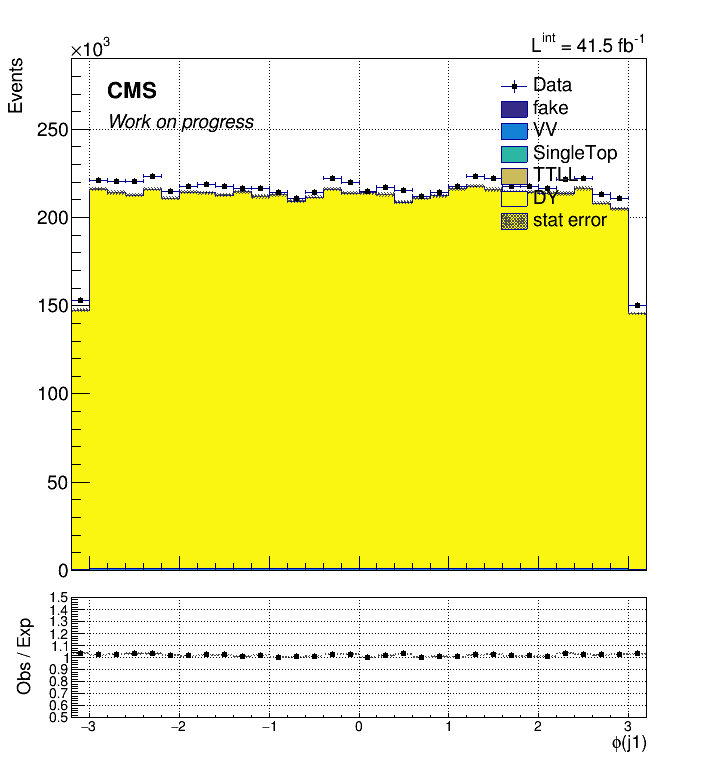 ×10³
L^int = 41.5 fb⁻¹
Events
CMS
Work on progress
Data
fake
VV
SingleTop
TTLL
DY
stat error
250
200
150
100
50
0
Obs / Exp
1.5
1.4
1.3
1.2
1.1
1
0.9
0.8
0.7
0.6
0.5
−3 −2 −1 0 1 2 3
ϕ(j1)